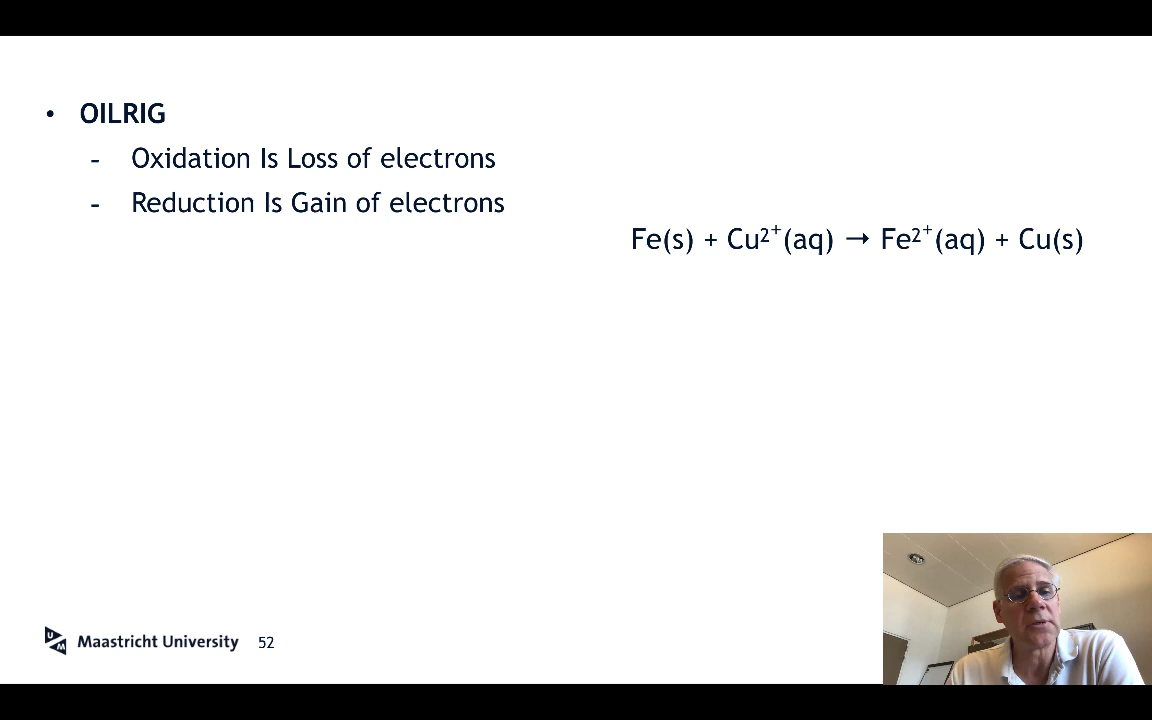 • OILRIG
- Oxidation Is Loss of electrons
- Reduction Is Gain of electrons
Fe(s) + Cu²⁺(aq) → Fe²⁺(aq) + Cu(s)
UM Maastricht University 52